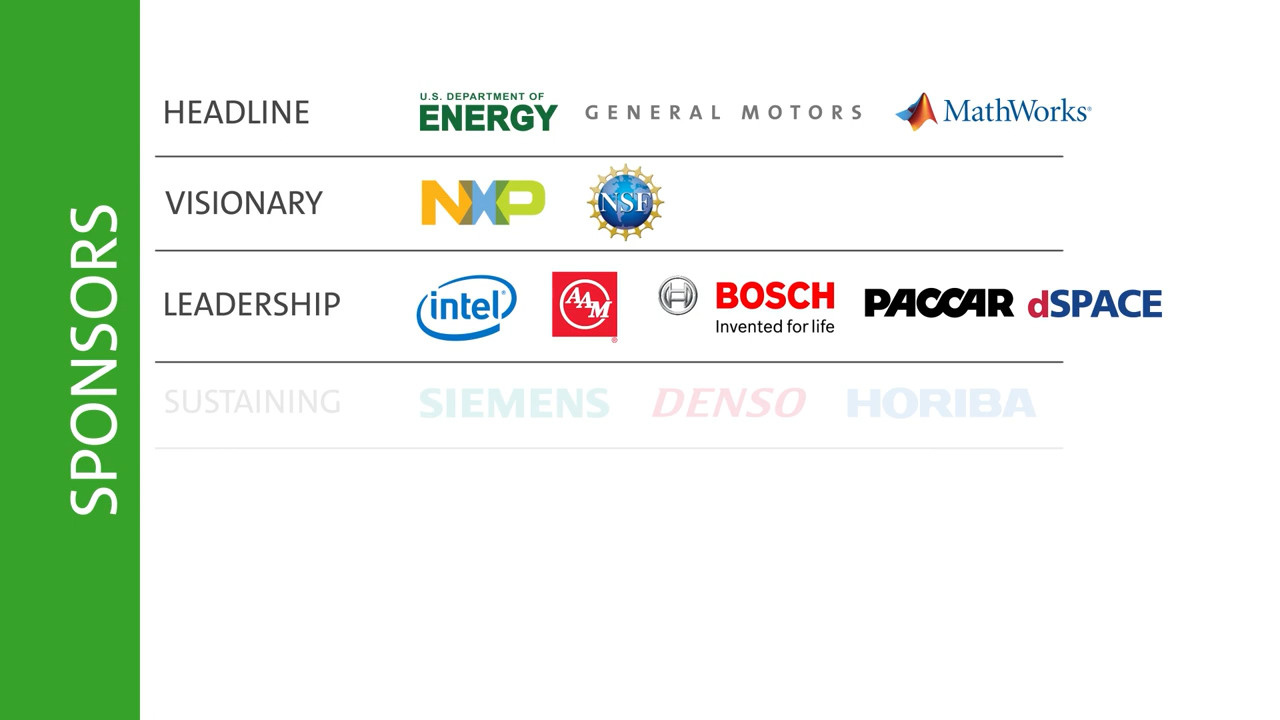 SPONSORS
HEADLINE
U.S. DEPARTMENT OF
ENERGY
GENERAL MOTORS
MathWorks®
VISIONARY
NXP
NSF
LEADERSHIP
intel®
AAM®
BOSCH
Invented for life
PACCAR
dSPACE
SUSTAINING
SIEMENS
DENSO
HORIBA